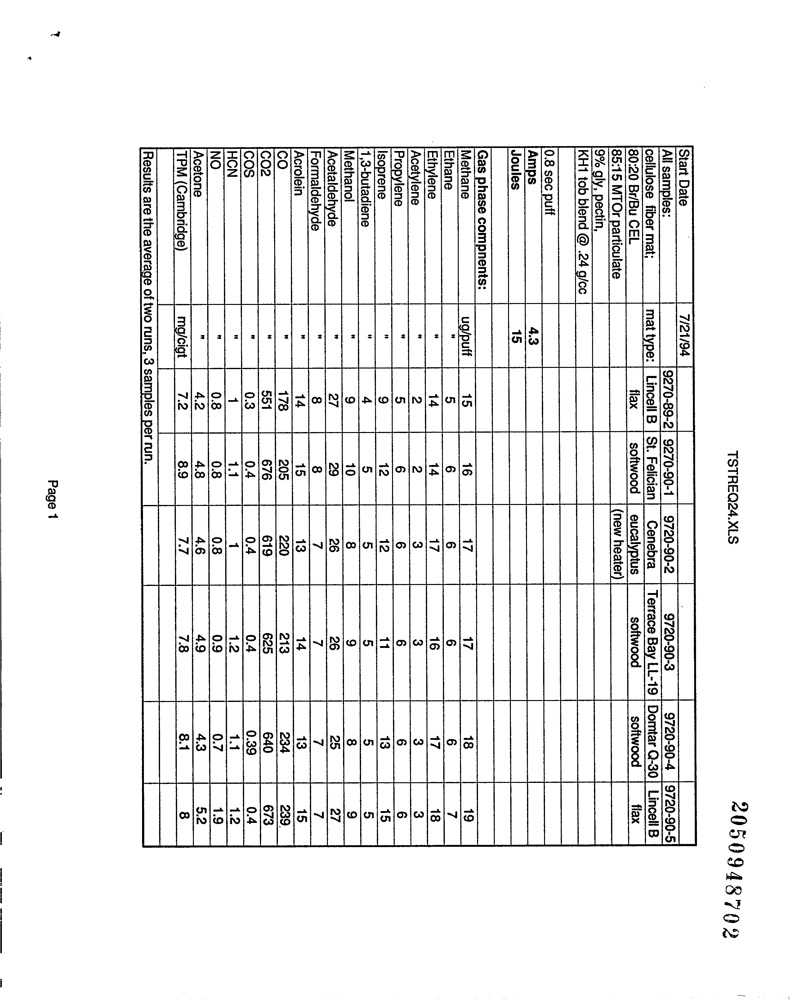 TSTREQ24.XLS
2050948702
Start Date 7/21/94
All samples: 9270-89-2 9270-90-1 9720-90-2 9720-90-3 9720-90-4 9720-90-5
cellulose fiber mat; mat type: Lincell B St. Felician Cenebra Terrace Bay LL-19 Domtar Q-30 Lincell B
80:20 Br/Bu CEL flax softwood eucalyptus softwood softwood flax
85:15 MTOr particulate (new heater)
9% gly, pectin,
KH1 tob blend @ .24 g/cc
0.8 sec puff
Amps 4.3
Joules 15
Gas phase compnents:
Methane ug/puff 15 16 17 17 18 19
Ethane " 5 6 6 6 6 7
Ethylene " 14 14 17 16 17 18
Acetylene " 2 2 3 3 3 3
Propylene " 5 6 6 6 6 6
Isoprene " 9 12 12 11 13 15
1,3-butadiene " 4 5 5 5 5 5
Methanol " 9 10 8 9 8 9
Acetaldehyde " 27 29 26 26 25 27
Formaldehyde " 8 8 7 7 7 7
Acrolein " 14 15 13 14 13 15
CO " 178 205 220 213 234 239
CO2 " 551 676 619 625 640 673
COS " 0.3 0.4 0.4 0.4 0.39 0.4
HCN " 1 1.1 1 1.2 1.1 1.2
NO " 0.8 0.8 0.8 0.9 0.7 1.9
Acetone " 4.2 4.8 4.6 4.9 4.3 5.2
TPM (Cambridge) mg/cigt 7.2 8.9 7.7 7.8 8.1 8
Results are the average of two runs, 3 samples per run.
Page 1